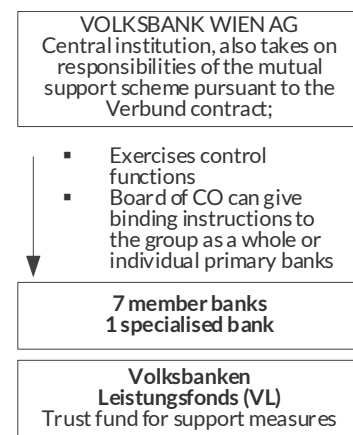 VOLKSBANK WIEN AG
Central institution, also takes on
responsibilities of the mutual
support scheme pursuant to the
Verbund contract;
▪ Exercises control
functions
▪ Board of CO can give
binding instructions to
the group as a whole or
individual primary banks
7 member banks
1 specialised bank
Volksbanken
Leistungsfonds (VL)
Trust fund for support measures